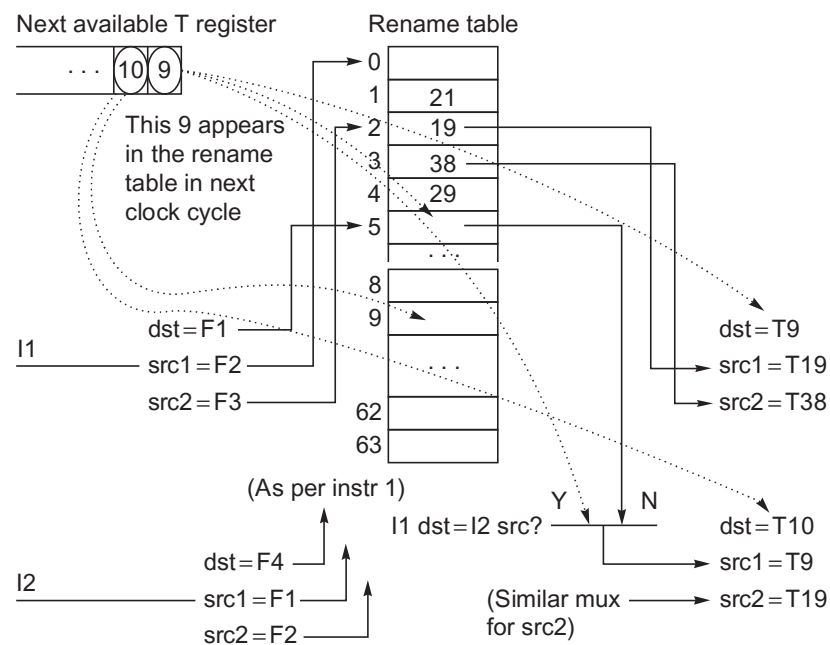 Next available T register
Rename table
. . . 10 9
This 9 appears
in the rename
table in next
clock cycle
0
1 21
2 19
3 38
4 29
5
. . .
8
9
. . .
62
63
I1
dst=F1
src1=F2
src2=F3
dst=T9
src1=T19
src2=T38
(As per instr 1)
Y N
I1 dst=I2 src?
I2
dst=F4
src1=F1
src2=F2
(Similar mux
for src2)
dst=T10
src1=T9
src2=T19